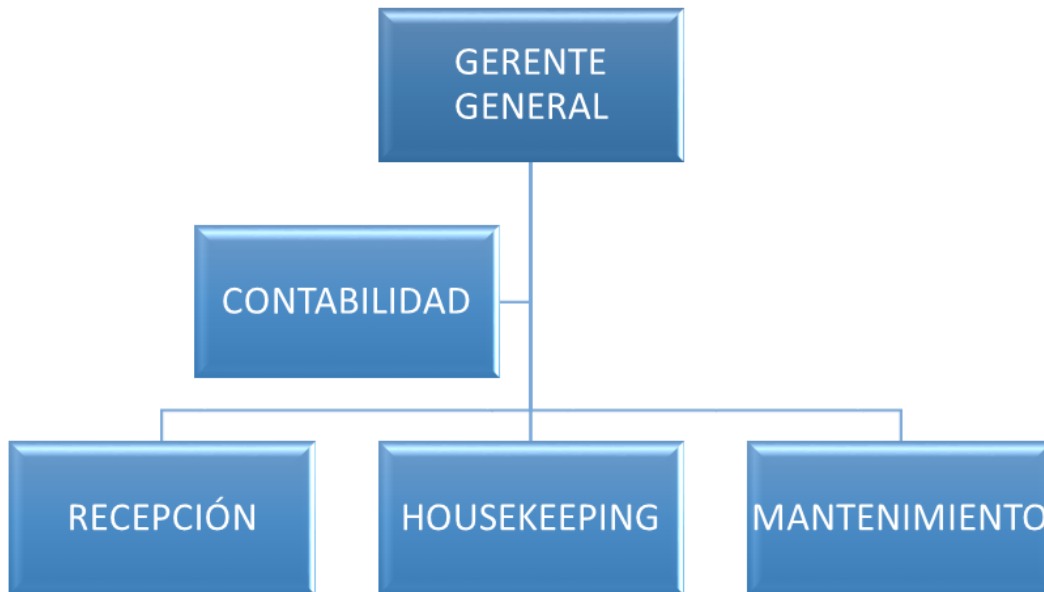 GERENTE
GENERAL
CONTABILIDAD
RECEPCIÓN
HOUSEKEEPING
MANTENIMIENTO